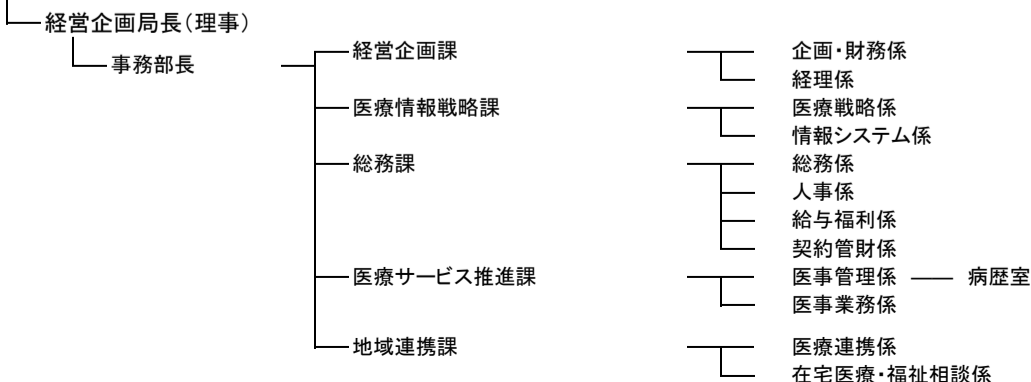 経営企画局長(理事)
経営企画課 企画・財務係
事務部長
経理係
医療情報戦略課 医療戦略係
情報システム係
総務課 総務係
人事係
給与福利係
契約管財係
医療サービス推進課 医事管理係 病歴室
医事業務係
地域連携課 医療連携係
在宅医療・福祉相談係